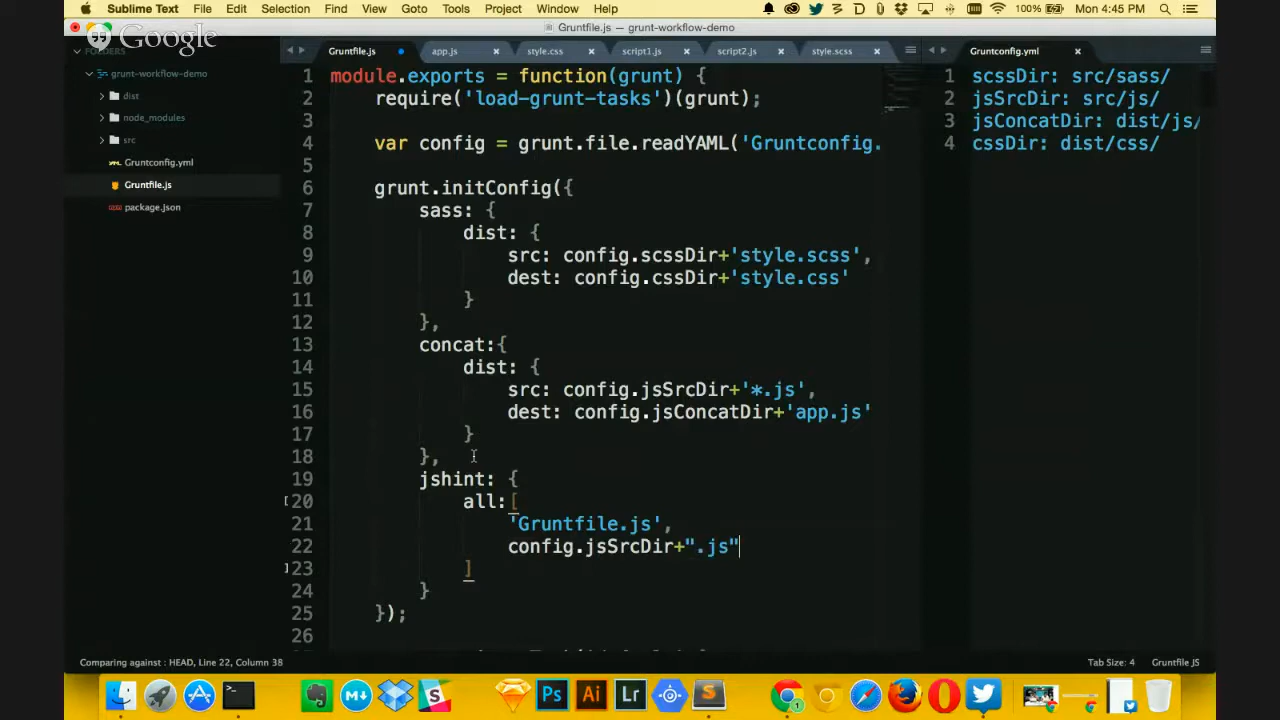 Sublime Text File Edit Selection Find View Goto Tools Project Window Help 100% Mon 4:45 PM
Gruntfile.js — grunt-workflow-demo
Google
FOLDERS
grunt-workflow-demo
dist
node_modules
src
Gruntconfig.yml
Gruntfile.js
package.json
Gruntfile.js app.js style.css script1.js script2.js style.scss
1 module.exports = function(grunt) {
2 require('load-grunt-tasks')(grunt);
3
4 var config = grunt.file.readYAML('Gruntconfig.
5
6 grunt.initConfig({
7 sass: {
8 dist: {
9 src: config.scssDir+'style.scss',
10 dest: config.cssDir+'style.css'
11 }
12 },
13 concat:{
14 dist: {
15 src: config.jsSrcDir+'*.js',
16 dest: config.jsConcatDir+'app.js'
17 }
18 },
19 jshint: {
20 all:[
21 'Gruntfile.js',
22 config.jsSrcDir+".js"
23 ]
24 }
25 });
26
Gruntconfig.yml
1 scssDir: src/sass/
2 jsSrcDir: src/js/
3 jsConcatDir: dist/js/
4 cssDir: dist/css/
Comparing against : HEAD, Line 22, Column 38
Tab Size: 4 Gruntfile JS
Ps Ai Lr